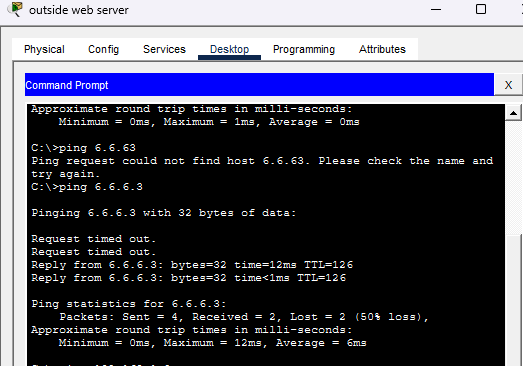 outside web server
Physical Config Services Desktop Programming Attributes
Command Prompt X
Approximate round trip times in milli-seconds:
Minimum = 0ms, Maximum = 1ms, Average = 0ms
C:\>ping 6.6.63
Ping request could not find host 6.6.63. Please check the name and
try again.
C:\>ping 6.6.6.3
Pinging 6.6.6.3 with 32 bytes of data:
Request timed out.
Request timed out.
Reply from 6.6.6.3: bytes=32 time=12ms TTL=126
Reply from 6.6.6.3: bytes=32 time<1ms TTL=126
Ping statistics for 6.6.6.3:
Packets: Sent = 4, Received = 2, Lost = 2 (50% loss),
Approximate round trip times in milli-seconds:
Minimum = 0ms, Maximum = 12ms, Average = 6ms